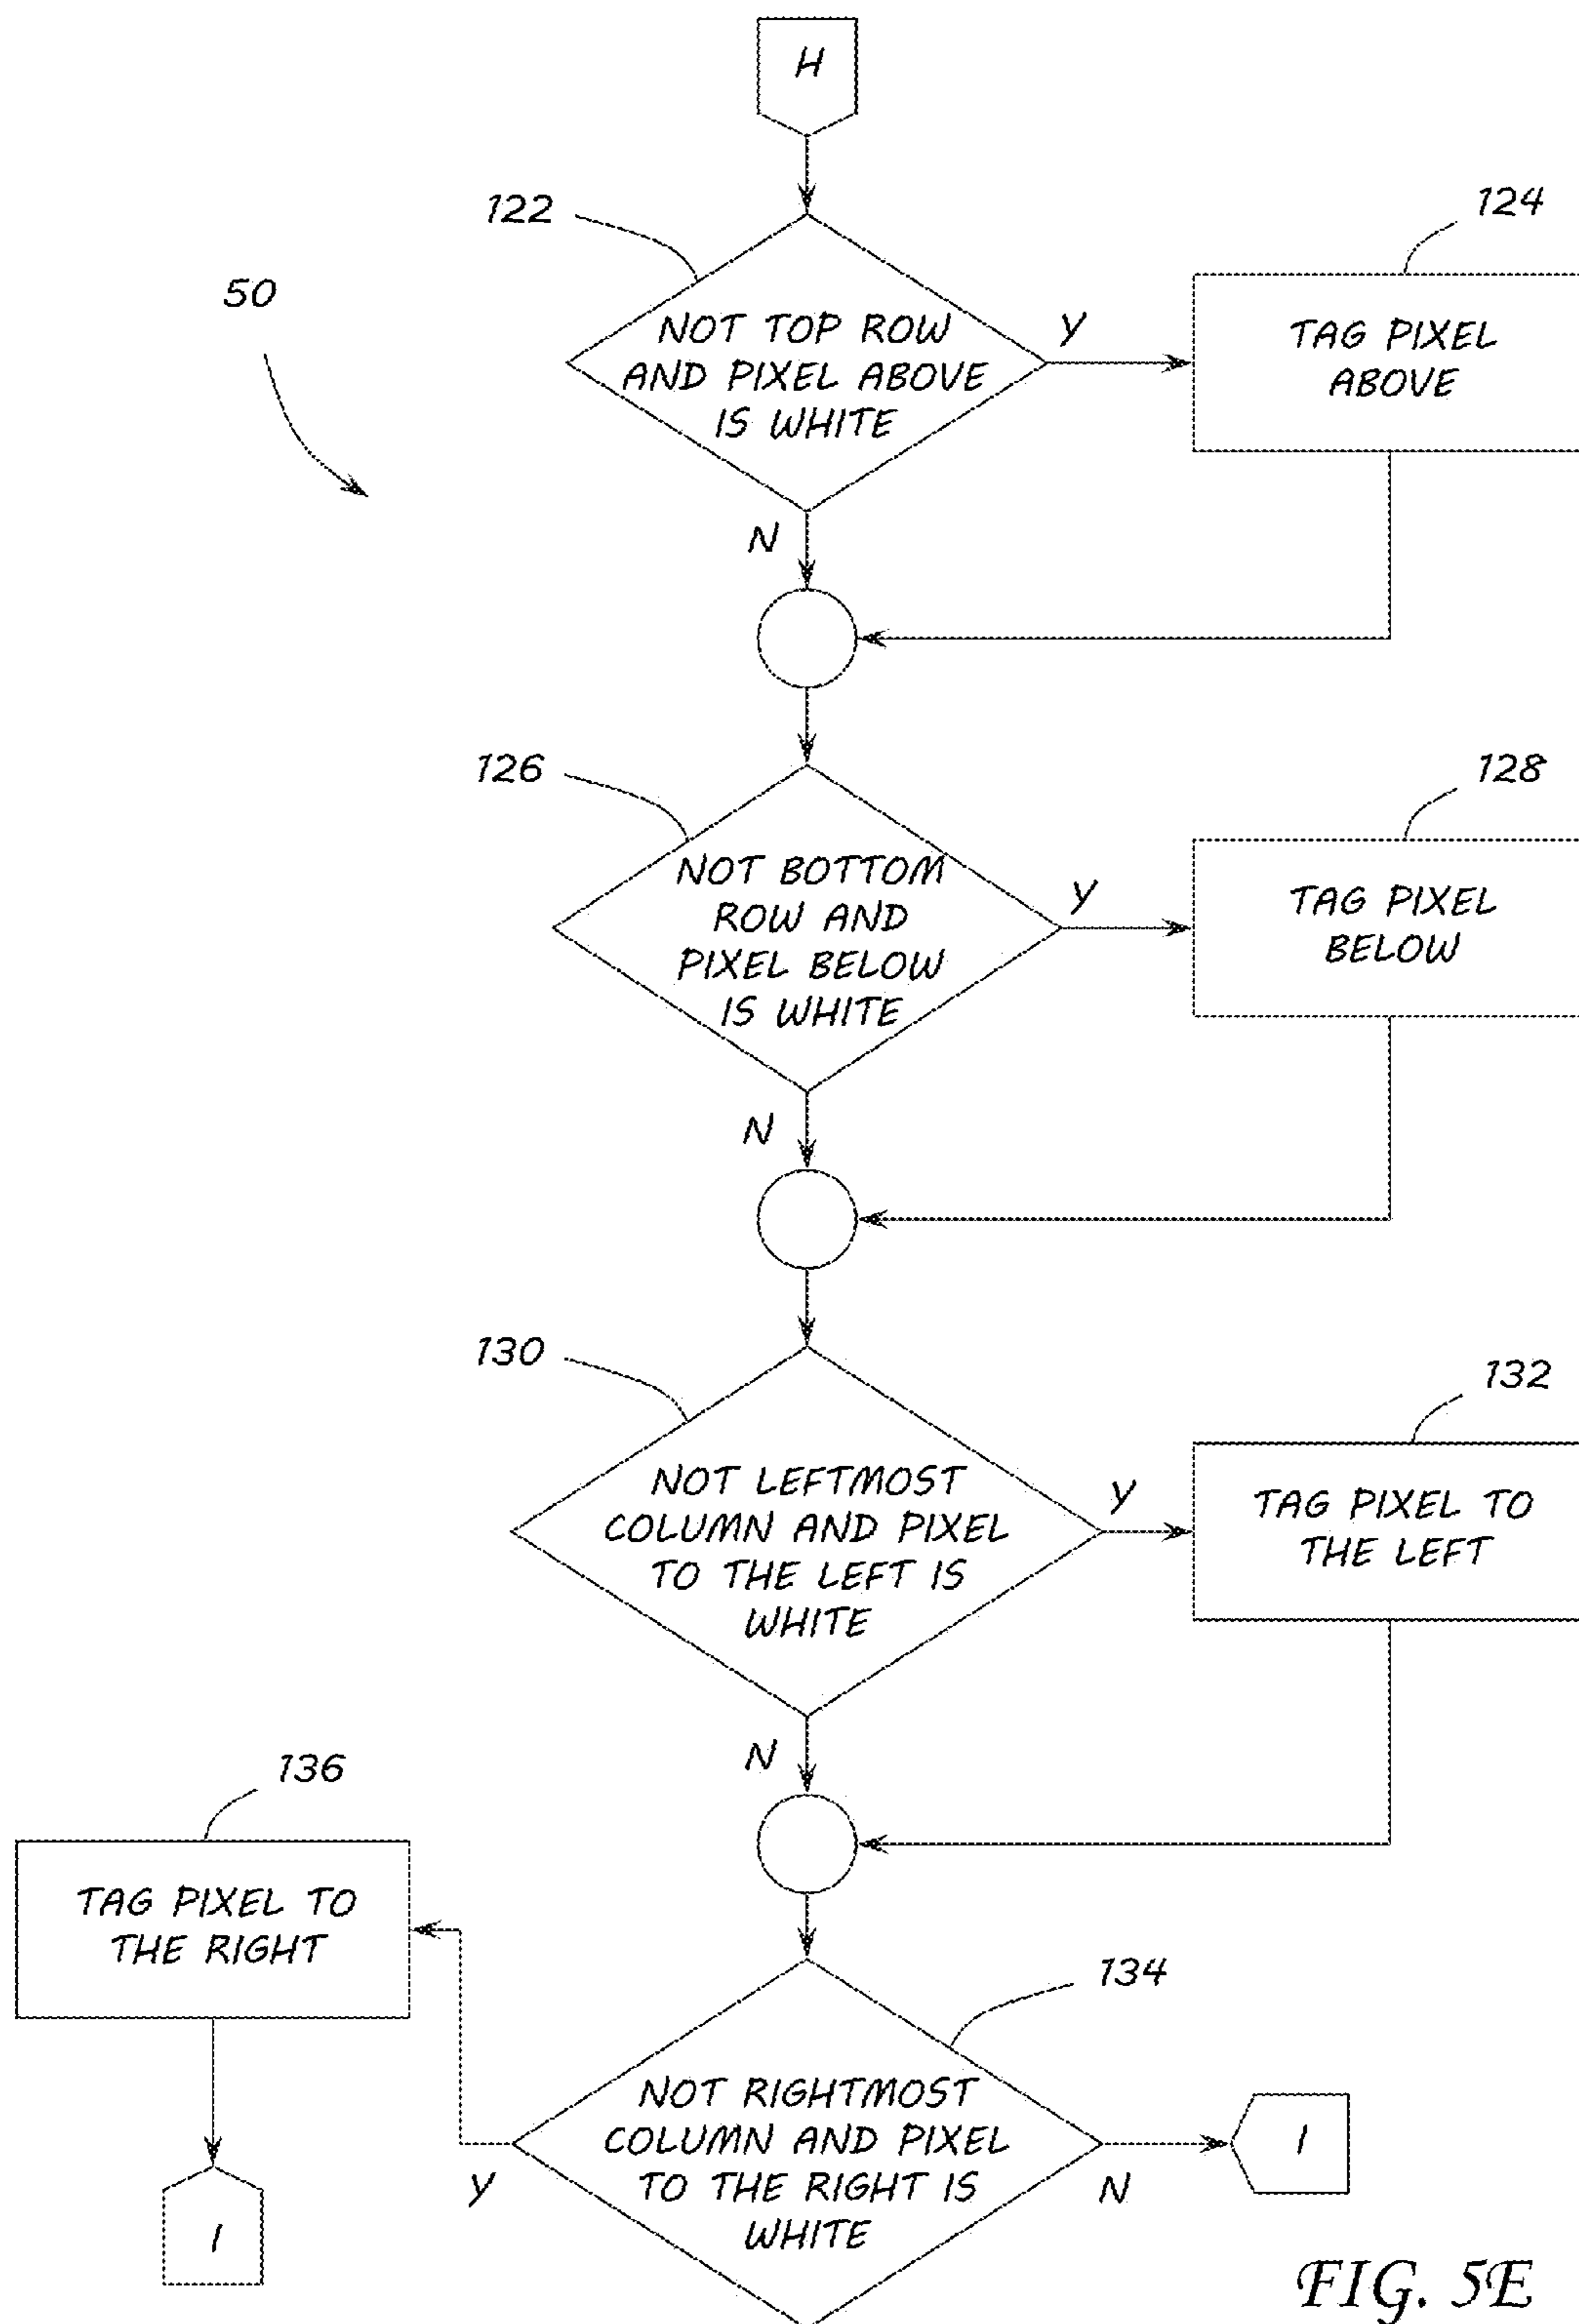 H
122
124
50
NOT TOP ROW
AND PIXEL ABOVE
IS WHITE
Y
TAG PIXEL
ABOVE
N
126
128
NOT BOTTOM
ROW AND
PIXEL BELOW
IS WHITE
Y
TAG PIXEL
BELOW
N
130
132
NOT LEFTMOST
COLUMN AND PIXEL
TO THE LEFT IS
WHITE
Y
TAG PIXEL TO
THE LEFT
N
136
TAG PIXEL TO
THE RIGHT
134
NOT RIGHTMOST
COLUMN AND PIXEL
TO THE RIGHT IS
WHITE
Y
N
I
I
FIG. 5E